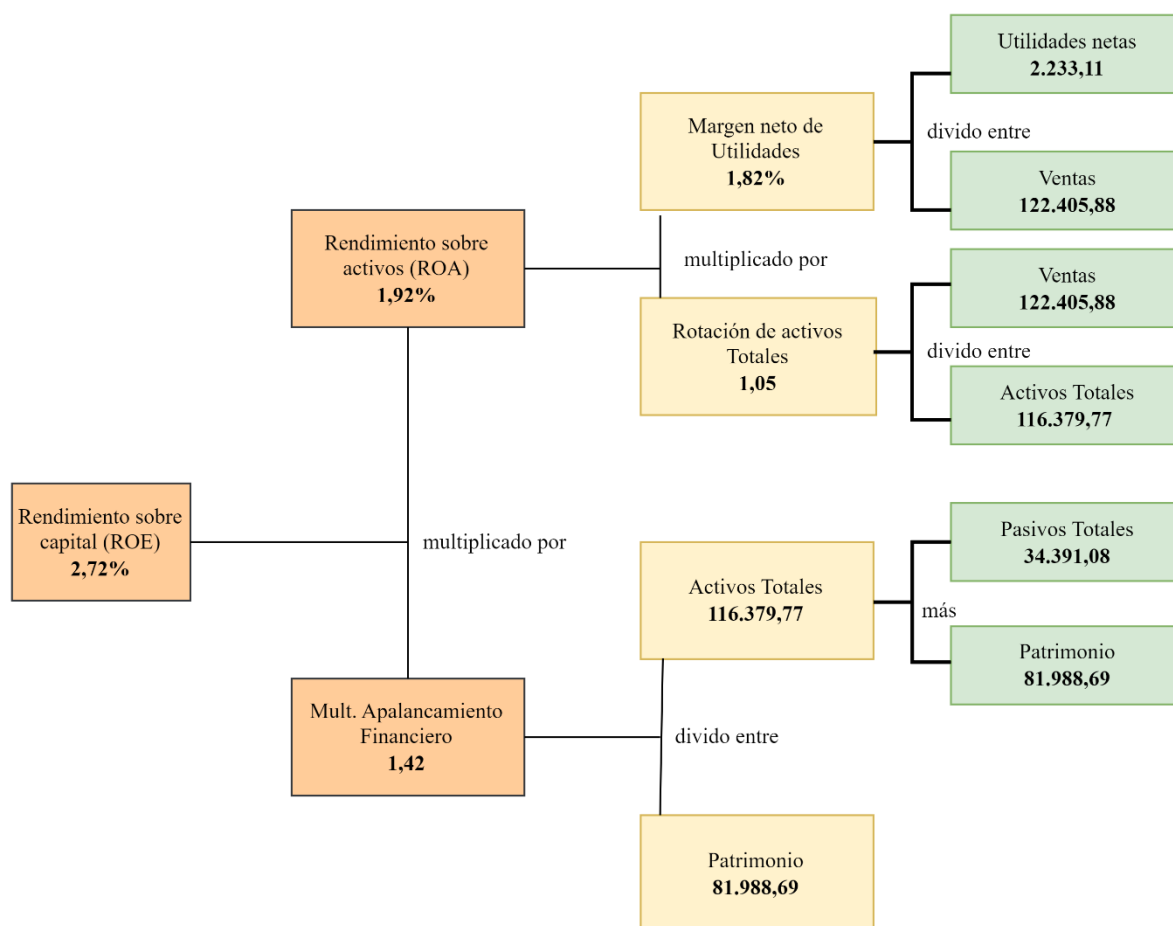 Utilidades netas
2.233,11
Margen neto de
Utilidades
1,82%
divido entre
Ventas
122.405,88
Rendimiento sobre
activos (ROA)
1,92%
multiplicado por
Ventas
122.405,88
Rotación de activos
Totales
1,05
divido entre
Activos Totales
116.379,77
Rendimiento sobre
capital (ROE)
2,72%
multiplicado por
Pasivos Totales
34.391,08
Activos Totales
116.379,77
más
Patrimonio
81.988,69
Mult. Apalancamiento
Financiero
1,42
divido entre
Patrimonio
81.988,69